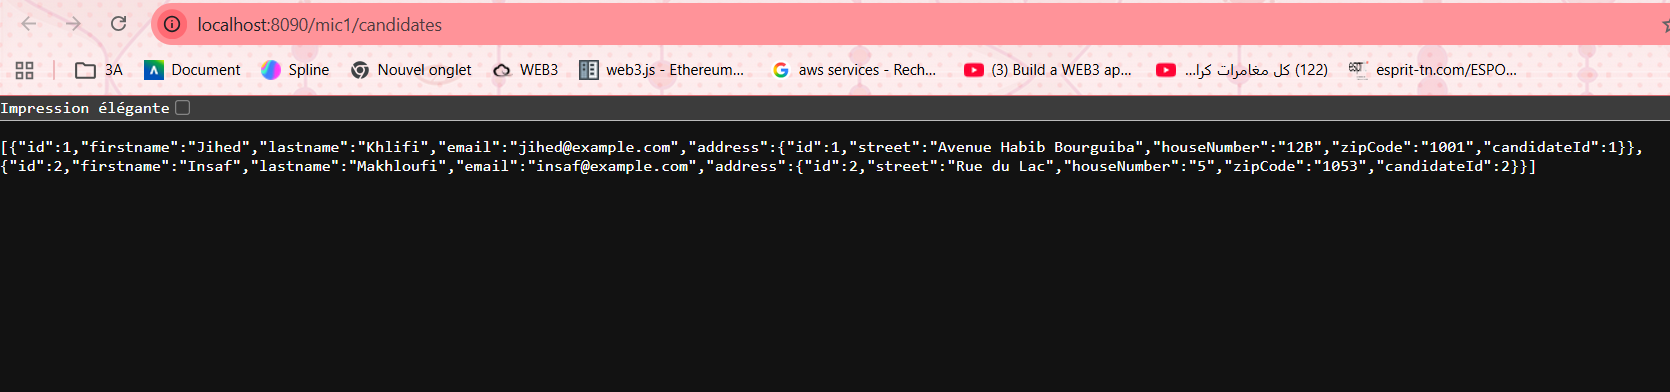 localhost:8090/mic1/candidates
3A Document Spline Nouvel onglet WEB3 web3.js - Ethereum... aws services - Rech... (3) Build a WEB3 ap... (122) كل مغامرات كرا... esprit-tn.com/ESPO...
Impression élégante
[{"id":1,"firstname":"Jihed","lastname":"Khlifi","email":"jihed@example.com","address":{"id":1,"street":"Avenue Habib Bourguiba","houseNumber":"12B","zipCode":"1001","candidateId":1}},
{"id":2,"firstname":"Insaf","lastname":"Makhloufi","email":"insaf@example.com","address":{"id":2,"street":"Rue du Lac","houseNumber":"5","zipCode":"1053","candidateId":2}}]